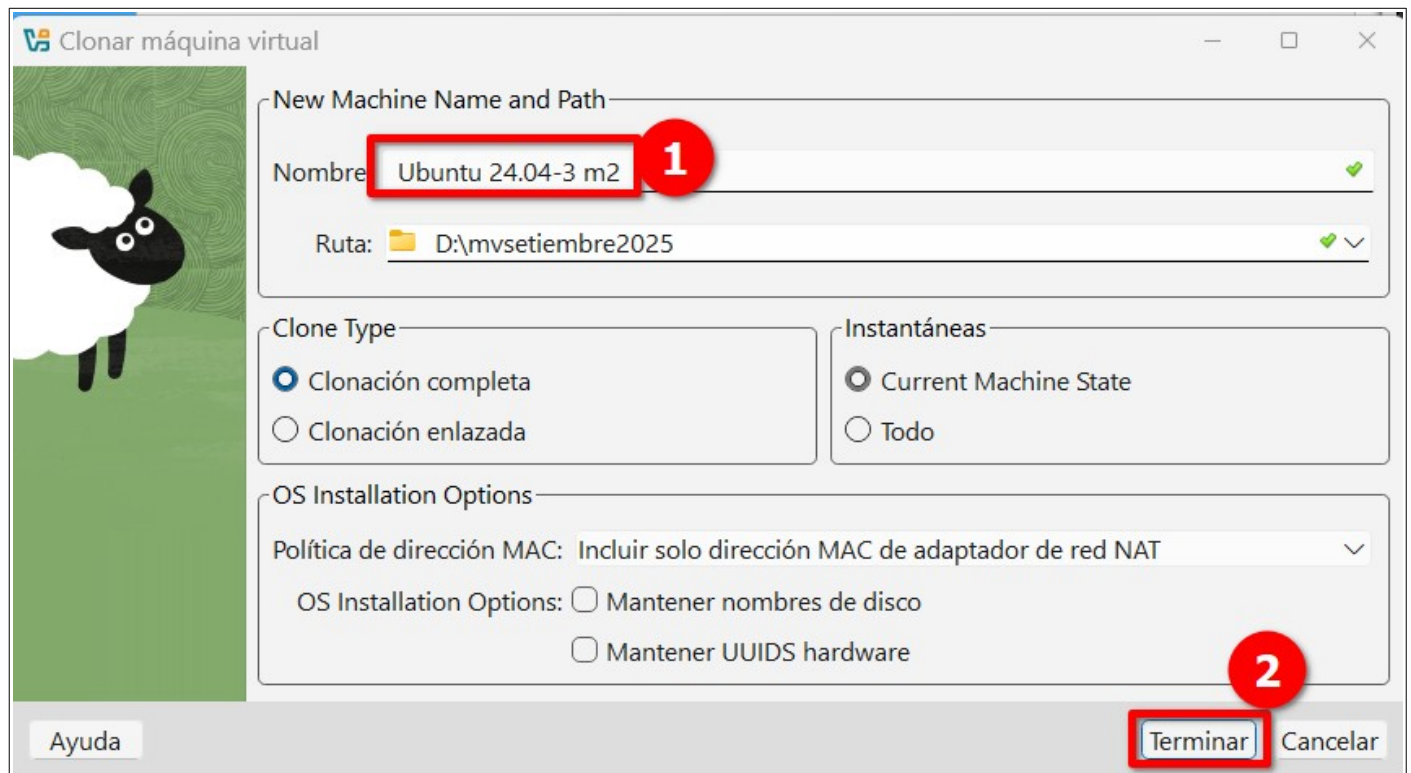 Clonar máquina virtual
New Machine Name and Path
Nombre Ubuntu 24.04-3 m2
1
Ruta: D:\mvsetiembre2025
Clone Type
Clonación completa
Clonación enlazada
Instantáneas
Current Machine State
Todo
OS Installation Options
Política de dirección MAC: Incluir solo dirección MAC de adaptador de red NAT
OS Installation Options: Mantener nombres de disco
Mantener UUIDS hardware
2
Ayuda
Terminar
Cancelar